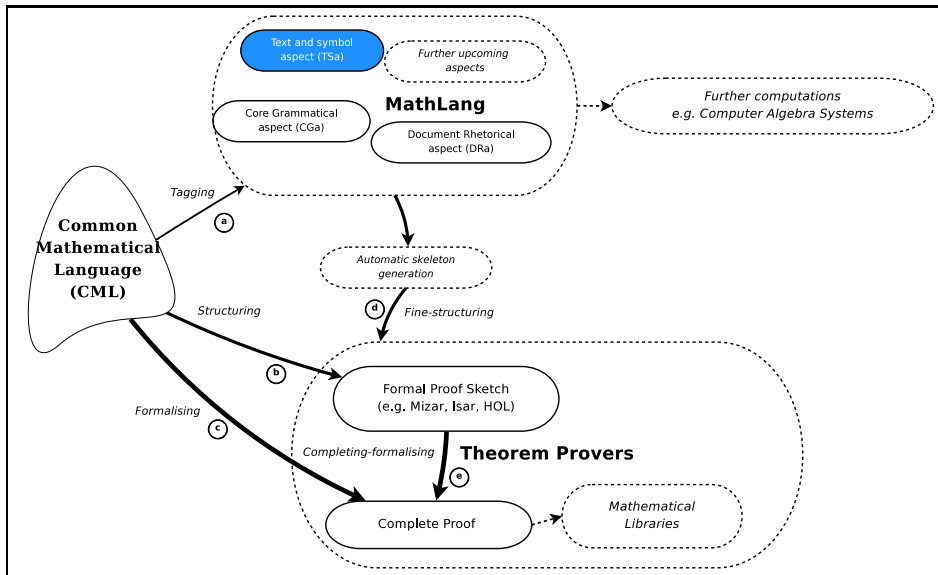 Text and symbol
aspect (TSa)
Further upcoming
aspects
MathLang
Core Grammatical
aspect (CGa)
Document Rhetorical
aspect (DRa)
Further computations
e.g. Computer Algebra Systems
Tagging
a
Common
Mathematical
Language
(CML)
Automatic skeleton
generation
Structuring
d
Fine-structuring
b
Formal Proof Sketch
(e.g. Mizar, Isar, HOL)
Formalising
c
Completing-formalising
Theorem Provers
e
Complete Proof
Mathematical
Libraries